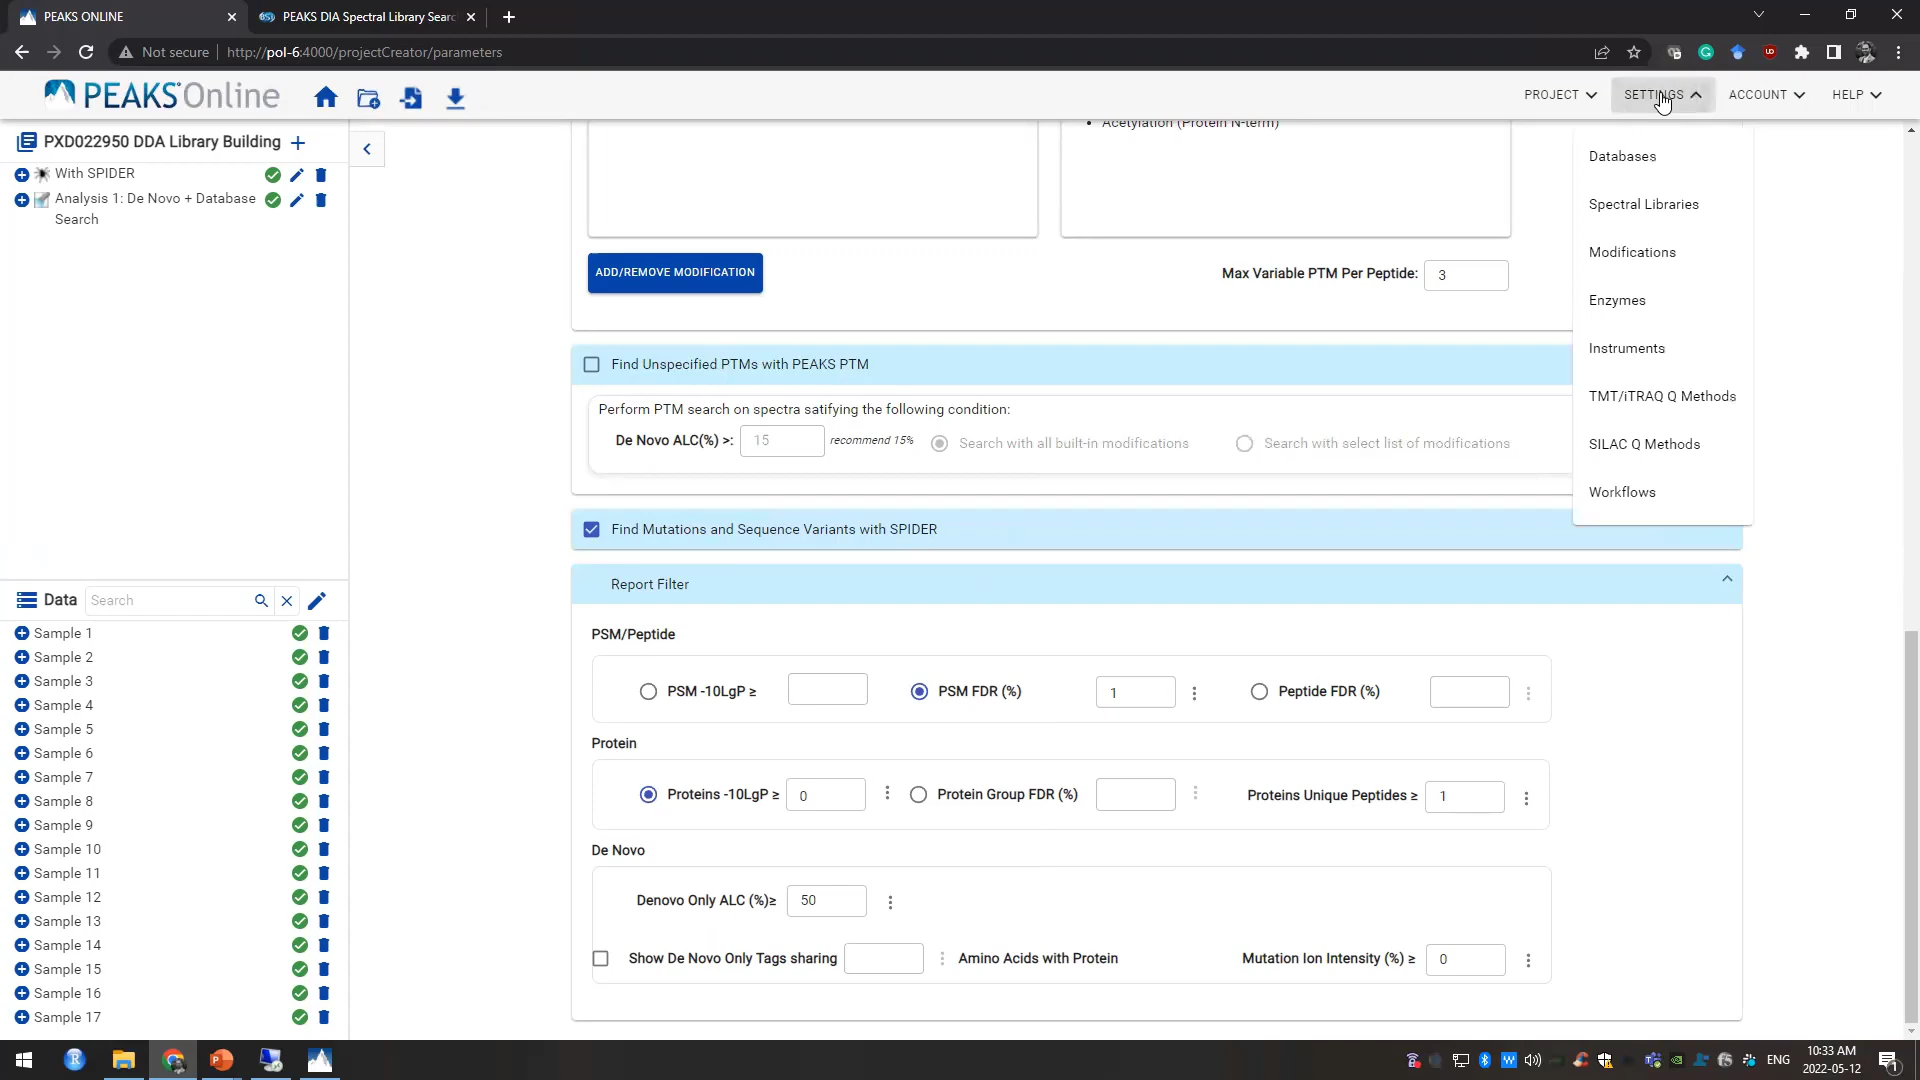 PEAKS ONLINE
PEAKS DIA Spectral Library Searc
Not secure
http://pol-6:4000/projectCreator/parameters
PEAKS Online
PROJECT
SETTINGS
ACCOUNT
HELP
PXD022950 DDA Library Building
With SPIDER
Analysis 1: De Novo + Database
Search
Acetylation (Protein N-term)
Databases
Spectral Libraries
Modifications
Enzymes
Instruments
TMT/iTRAQ Q Methods
SILAC Q Methods
Workflows
ADD/REMOVE MODIFICATION
Max Variable PTM Per Peptide: 3
Find Unspecified PTMs with PEAKS PTM
Perform PTM search on spectra satifying the following condition:
De Novo ALC(%) >: 15 recommend 15% Search with all built-in modifications Search with select list of modifications
Find Mutations and Sequence Variants with SPIDER
Report Filter
PSM/Peptide
PSM -10LgP ≥ PSM FDR (%) 1 Peptide FDR (%)
Protein
Proteins -10LgP ≥ 0 Protein Group FDR (%) Proteins Unique Peptides ≥ 1
De Novo
Denovo Only ALC (%)≥ 50
Show De Novo Only Tags sharing Amino Acids with Protein Mutation Ion Intensity (%) ≥ 0
Data Search
Sample 1
Sample 2
Sample 3
Sample 4
Sample 5
Sample 6
Sample 7
Sample 8
Sample 9
Sample 10
Sample 11
Sample 12
Sample 13
Sample 14
Sample 15
Sample 16
Sample 17
ENG
10:33 AM
2022-05-12